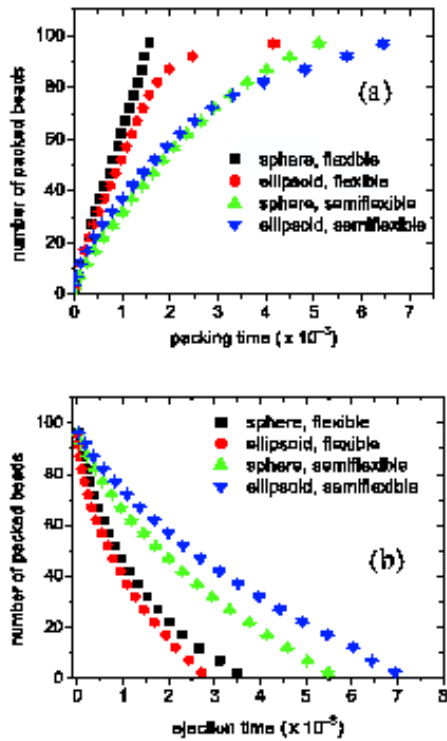 100
80
60
40
20
0
number of packed beads
(a)
sphere, flexible
ellipsoid, flexible
sphere, semiflexible
ellipsoid, semiflexible
0 1 2 3 4 5 6 7
packing time ( x 10⁻³)
100
80
60
40
20
0
number of packed beads
sphere, flexible
ellipsoid, flexible
sphere, semiflexible
ellipsoid, semiflexible
(b)
0 1 2 3 4 5 6 7 8
ejection time ( x 10